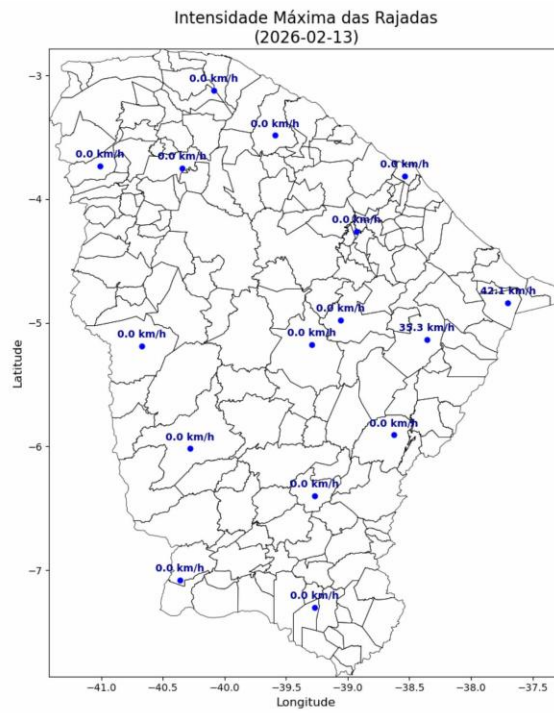 Intensidade Máxima das Rajadas
(2026-02-13)
−3
0.0 km/h
0.0 km/h
0.0 km/h
0.0 km/h
0.0 km/h
−4
0.0 km/h
42.1 km/h
0.0 km/h
35.3 km/h
−5
0.0 km/h
0.0 km/h
Latitude
0.0 km/h
0.0 km/h
−6
0.0 km/h
−7
0.0 km/h
0.0 km/h
−41.0
−40.5
−40.0
−39.5
−39.0
−38.5
−38.0
−37.5
Longitude